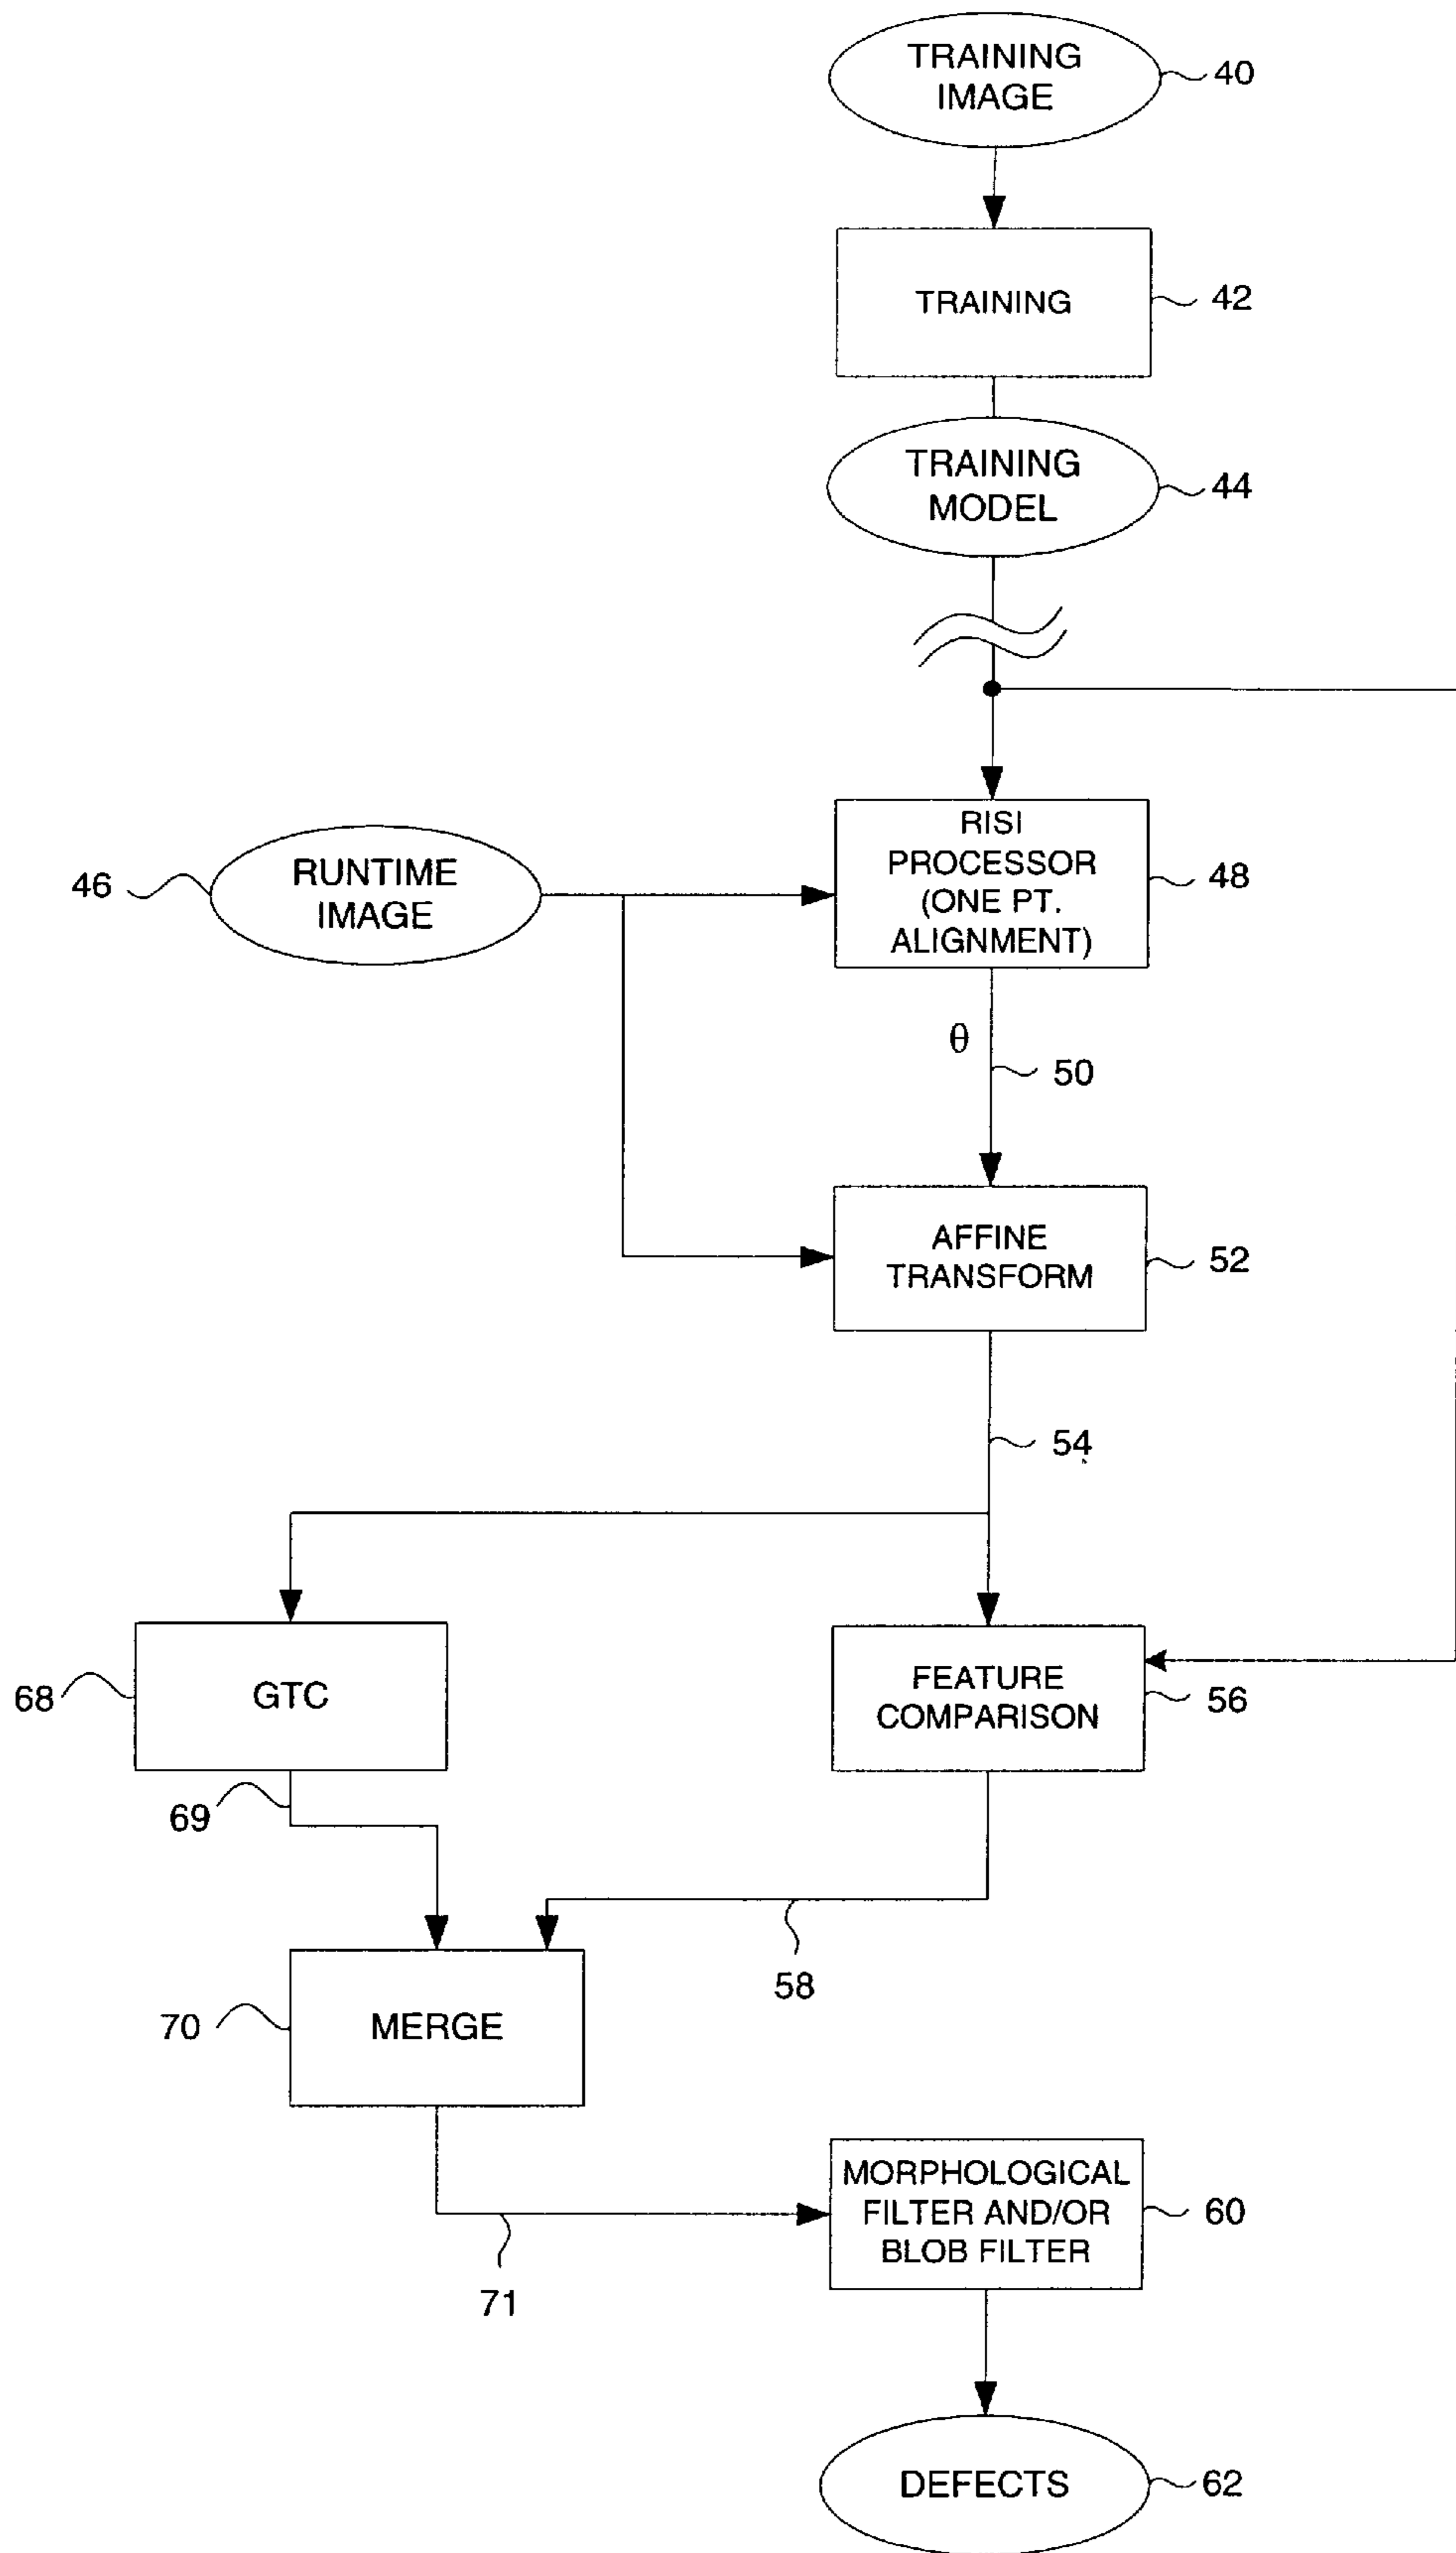 TRAINING
IMAGE
40
TRAINING
42
TRAINING
MODEL
44
46
RUNTIME
IMAGE
RISI
PROCESSOR
(ONE PT.
ALIGNMENT)
48
θ
50
AFFINE
TRANSFORM
52
54
68
GTC
FEATURE
COMPARISON
56
69
58
70
MERGE
MORPHOLOGICAL
FILTER AND/OR
BLOB FILTER
60
71
DEFECTS
62